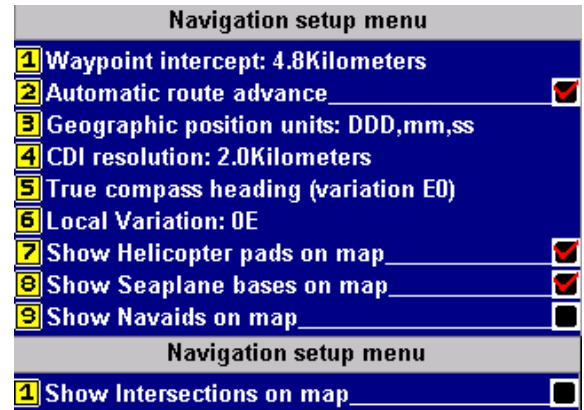 Navigation setup menu
1 Waypoint intercept: 4.8Kilometers
2 Automatic route advance
3 Geographic position units: DDD,mm,ss
4 CDI resolution: 2.0Kilometers
5 True compass heading (variation E0)
6 Local Variation: 0E
7 Show Helicopter pads on map
8 Show Seaplane bases on map
9 Show Navaids on map
Navigation setup menu
1 Show Intersections on map